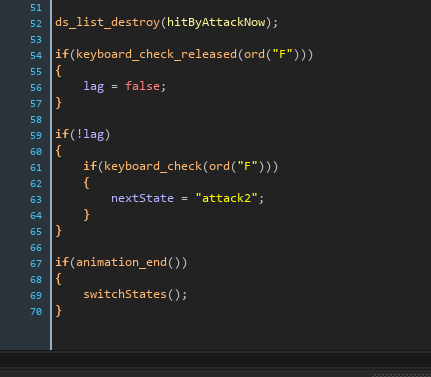 51
52 ds_list_destroy(hitByAttackNow);
53
54 if(keyboard_check_released(ord("F")))
55 {
56     lag = false;
57 }
58
59 if(!lag)
60 {
61     if(keyboard_check(ord("F")))
62     {
63         nextState = "attack2";
64     }
65 }
66
67 if(animation_end())
68 {
69     switchStates();
70 }